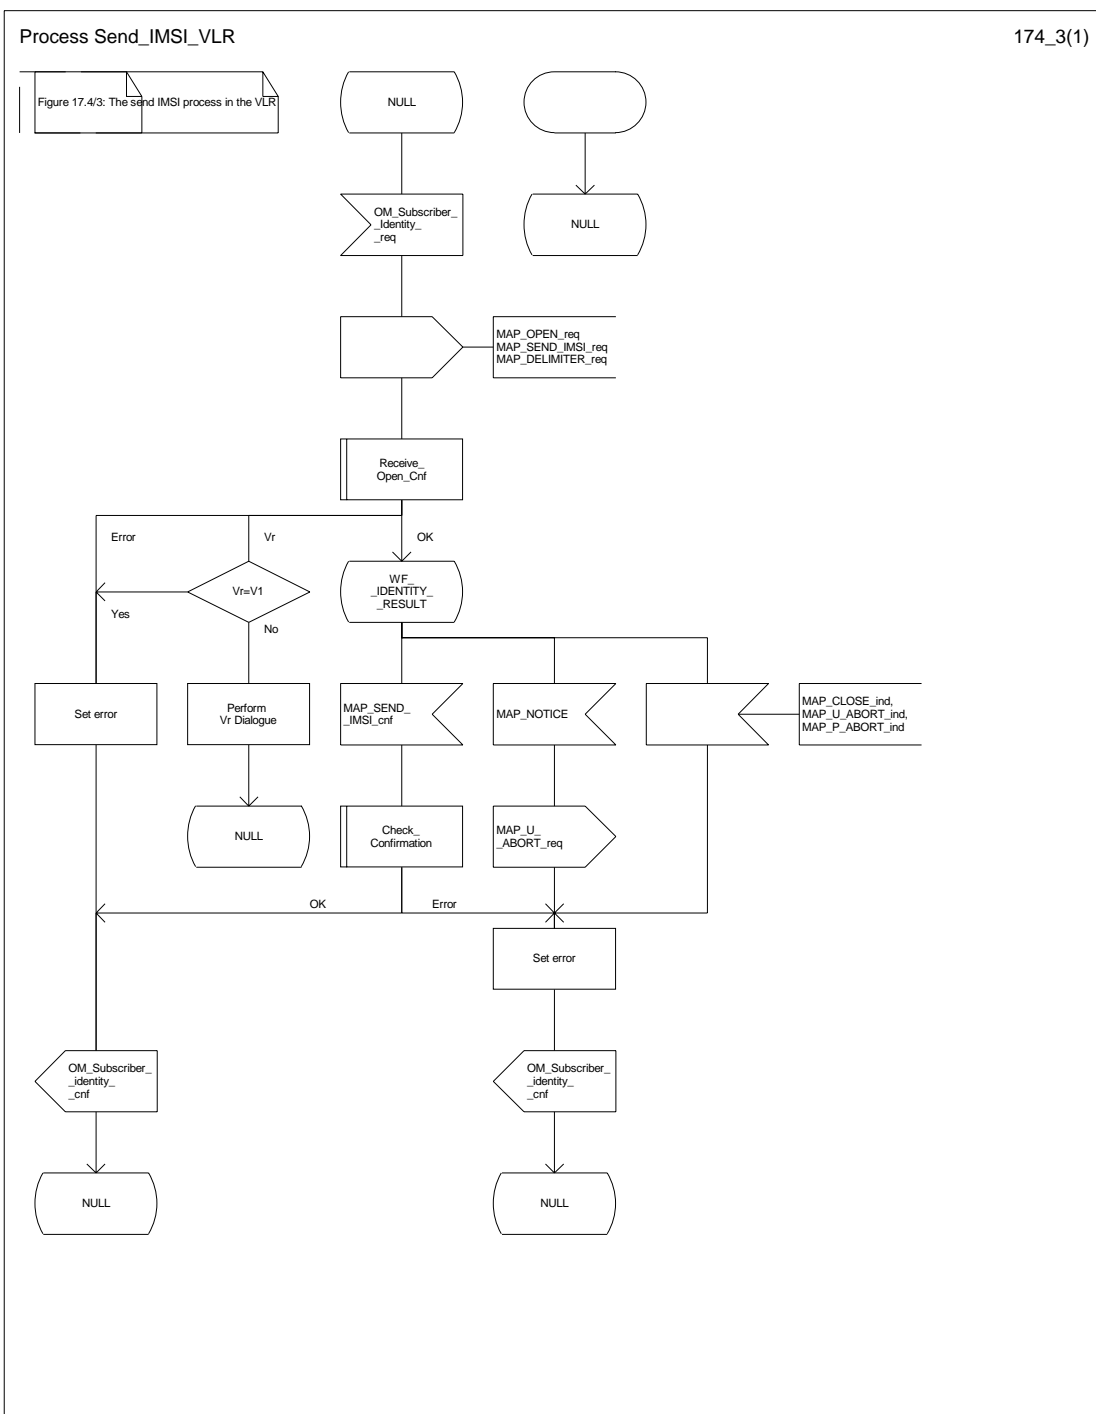 Process Send_IMSI_VLR
174_3(1)
Figure 17.4/3: The send IMSI process in the VLR
NULL
OM_Subscriber_
_Identity_
_req
NULL
MAP_OPEN_req
MAP_SEND_IMSI_req
MAP_DELIMITER_req
Receive_
Open_Cnf
Error
Vr
OK
Vr=V1
WF_
_IDENTITY_
_RESULT
Yes
No
Set error
Perform
Vr Dialogue
MAP_SEND_
_IMSI_cnf
MAP_NOTICE
MAP_CLOSE_ind,
MAP_U_ABORT_ind,
MAP_P_ABORT_ind
NULL
Check_
Confirmation
MAP_U_
_ABORT_req
OK
Error
Set error
OM_Subscriber_
_identity_
_cnf
OM_Subscriber_
_identity_
_cnf
NULL
NULL